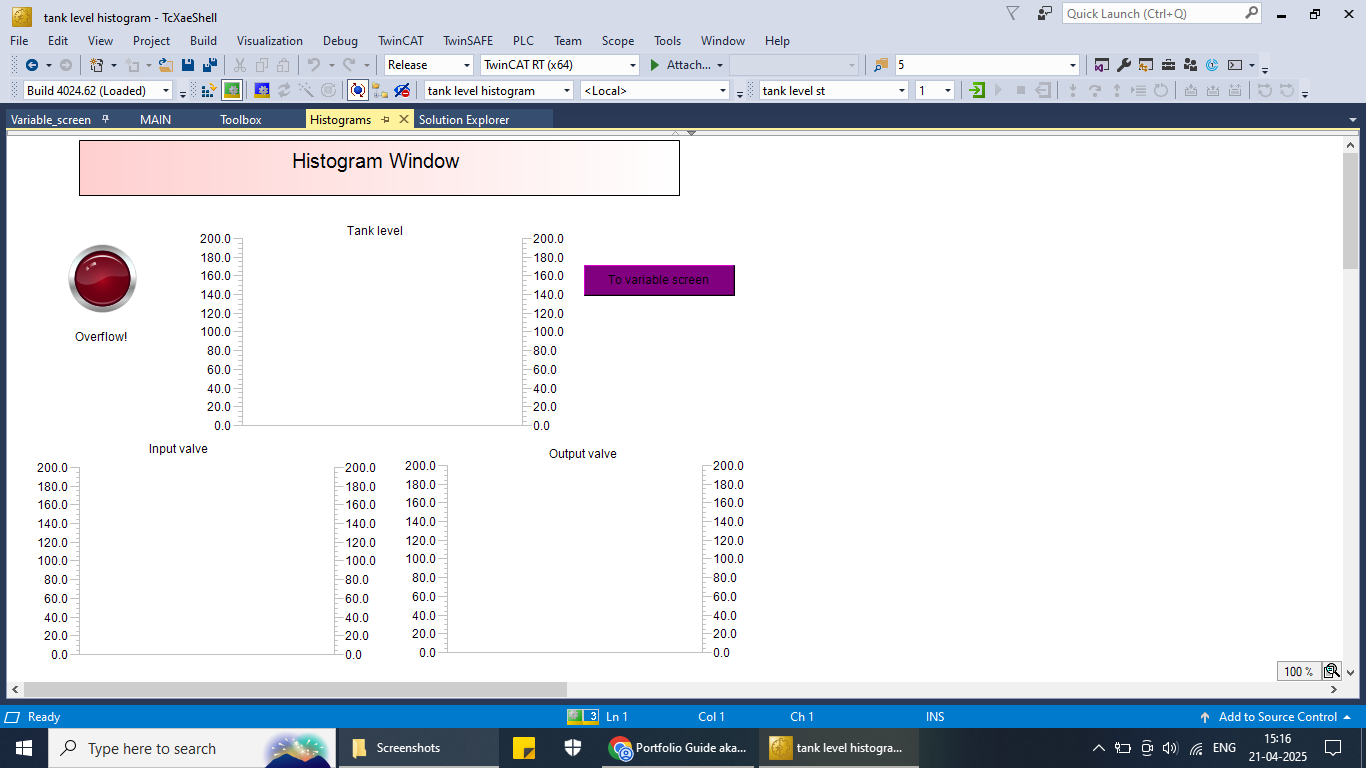 tank level histogram - TcXaeShell
Quick Launch (Ctrl+Q)
File Edit View Project Build Visualization Debug TwinCAT TwinSAFE PLC Team Scope Tools Window Help
Release TwinCAT RT (x64) Attach... 5
Build 4024.62 (Loaded) tank level histogram <Local> tank level st 1
Variable_screen MAIN Toolbox Histograms Solution Explorer
Histogram Window
Tank level
200.0 200.0
180.0 180.0
160.0 160.0
140.0 140.0
120.0 120.0
100.0 100.0
80.0 80.0
60.0 60.0
40.0 40.0
20.0 20.0
0.0 0.0
To variable screen
Overflow!
Input valve
200.0 200.0
180.0 180.0
160.0 160.0
140.0 140.0
120.0 120.0
100.0 100.0
80.0 80.0
60.0 60.0
40.0 40.0
20.0 20.0
0.0 0.0
Output valve
200.0 200.0
180.0 180.0
160.0 160.0
140.0 140.0
120.0 120.0
100.0 100.0
80.0 80.0
60.0 60.0
40.0 40.0
20.0 20.0
0.0 0.0
100 %
Ready 3 Ln 1 Col 1 Ch 1 INS Add to Source Control
Type here to search Screenshots Portfolio Guide aka... tank level histogra... ENG 15:16
21-04-2025